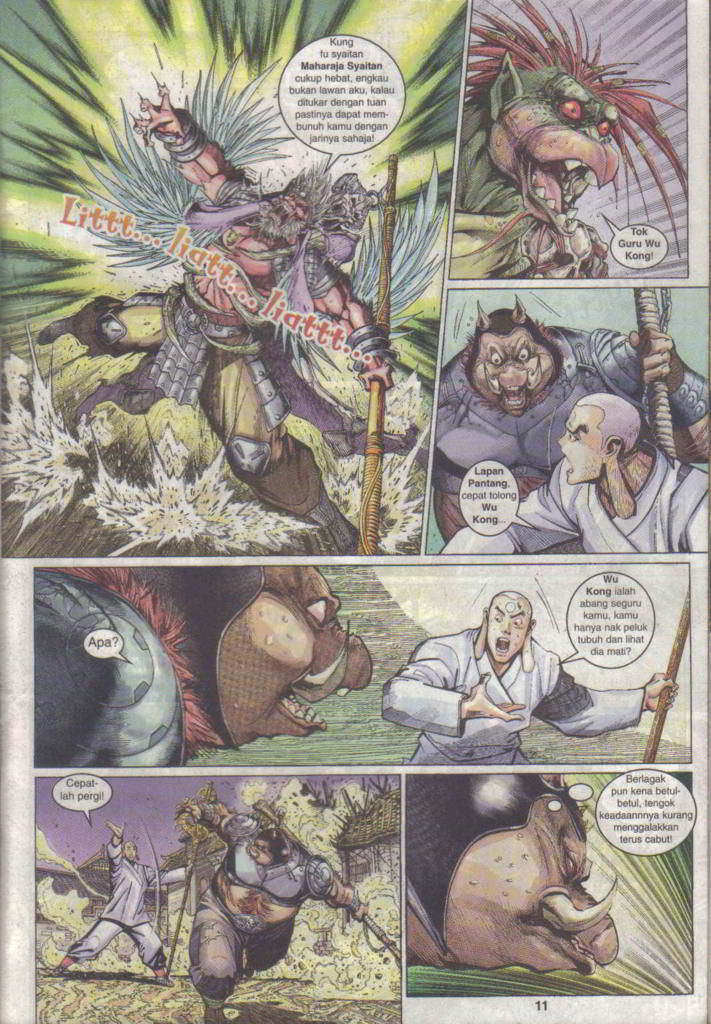 Kung
fu syaitan
Maharaja Syaitan
cukup hebat, engkau
bukan lawan aku, kalau
ditukar dengan tuan
pastinya dapat mem-
bunuh kamu dengan
jarinya sahaja!
Littt... liatt... liattt...
Tok
Guru Wu
Kong!
Lapan
Pantang.
cepat tolong
Wu
Kong...
Apa?
Wu
Kong ialah
abang seguru
kamu, kamu
hanya nak peluk
tubuh dan lihat
dia mati?
Cepat-
lah pergi!
Berlagak
pun kena betul-
betul, tengok
keadaannnya kurang
menggalakkan
terus cabut!
11